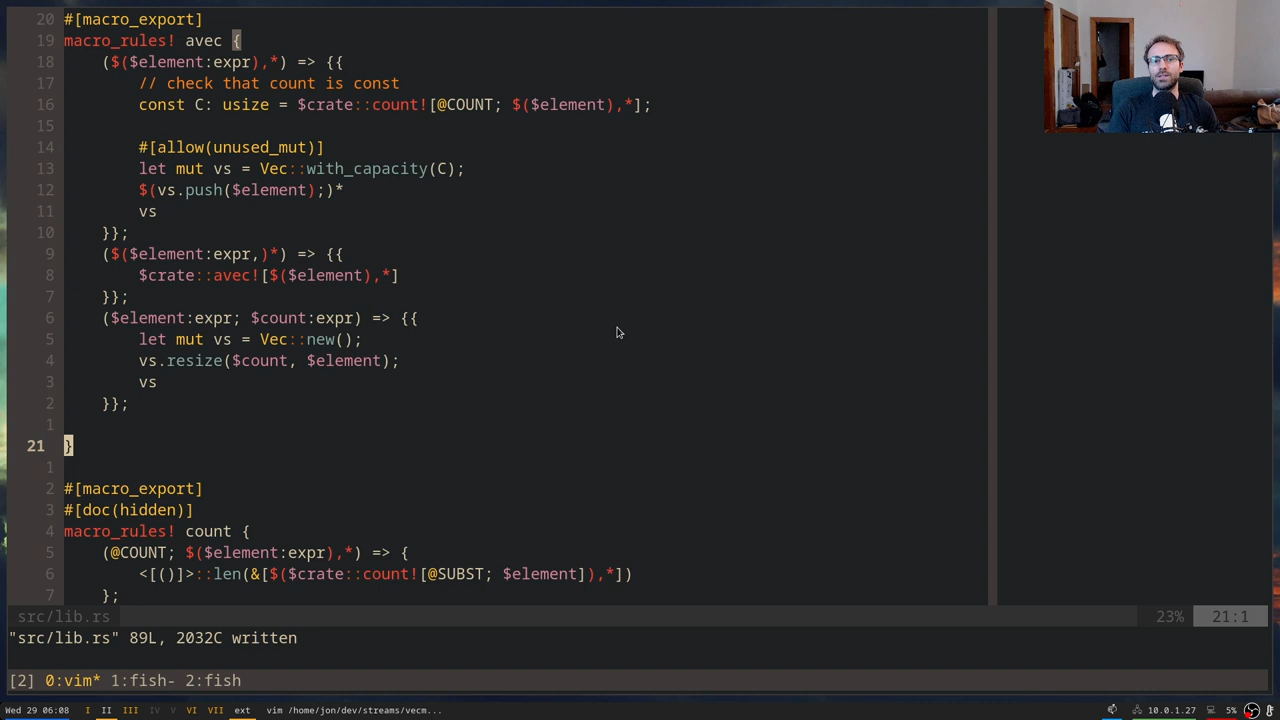 20 #[macro_export]
19 macro_rules! avec {
18     ($($element:expr),*) => {{
17         // check that count is const
16         const C: usize = $crate::count![@COUNT; $($element),*];
15
14         #[allow(unused_mut)]
13         let mut vs = Vec::with_capacity(C);
12         $(vs.push($element);)*
11         vs
10     }};
9     ($($element:expr,)*) => {{
8         $crate::avec![$($element),*]
7     }};
6     ($element:expr; $count:expr) => {{
5         let mut vs = Vec::new();
4         vs.resize($count, $element);
3         vs
2     }};
1
21 }
1
2 #[macro_export]
3 #[doc(hidden)]
4 macro_rules! count {
5     (@COUNT; $($element:expr),*) => {
6         <[()]>::len(&[$($crate::count![@SUBST; $element]),*])
7     };
src/lib.rs 23% 21:1
"src/lib.rs" 89L, 2032C written
[2] 0:vim* 1:fish- 2:fish
Wed 29 06:08 I II III IV V VI VII ext vim /home/jon/dev/streams/vecm... 10.0.1.27 5%